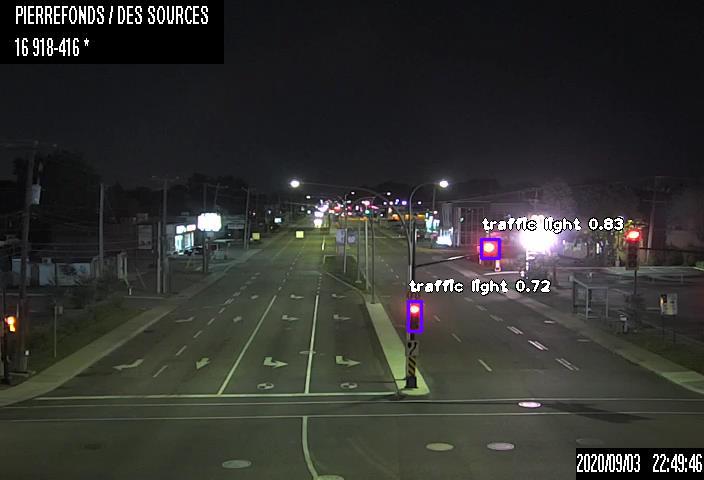 PIERREFONDS / DES SOURCES
16 918-416 *
traffic light 0.83
traffic light 0.72
2020/09/03 22:49:46